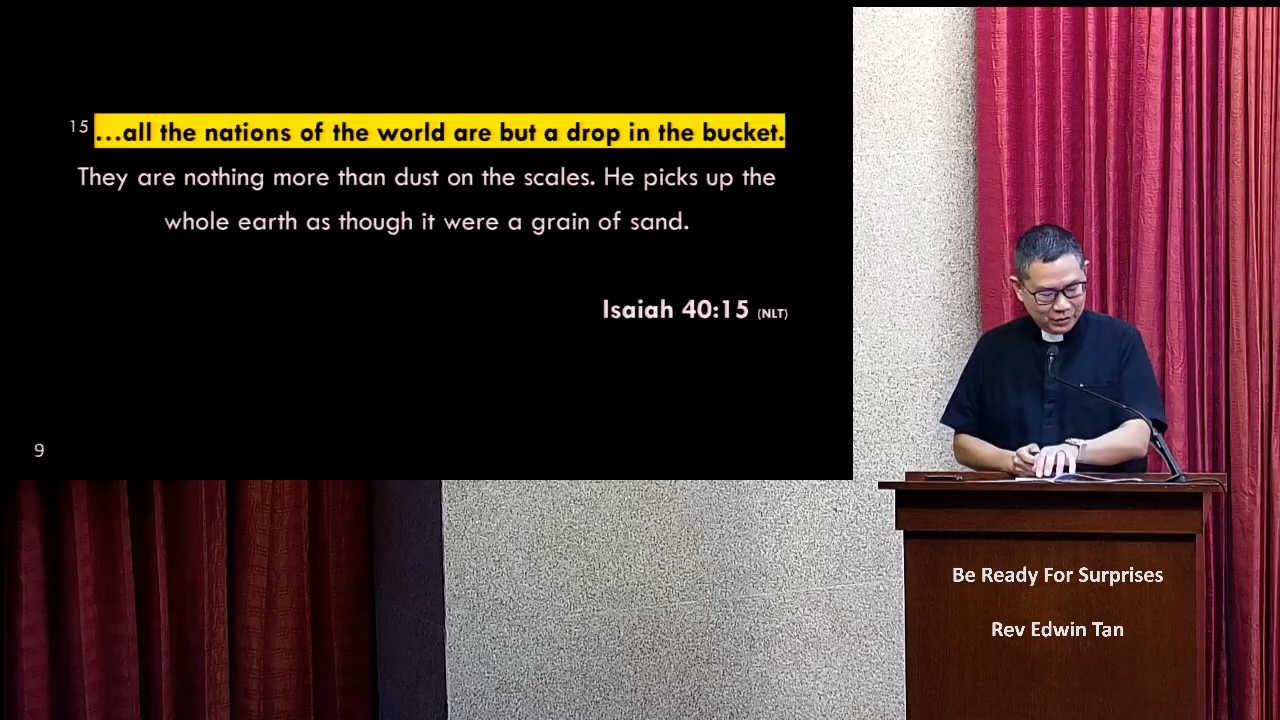 15 …all the nations of the world are but a drop in the bucket.
They are nothing more than dust on the scales. He picks up the
whole earth as though it were a grain of sand.
Isaiah 40:15 (NLT)
9
Be Ready For Surprises
Rev Edwin Tan